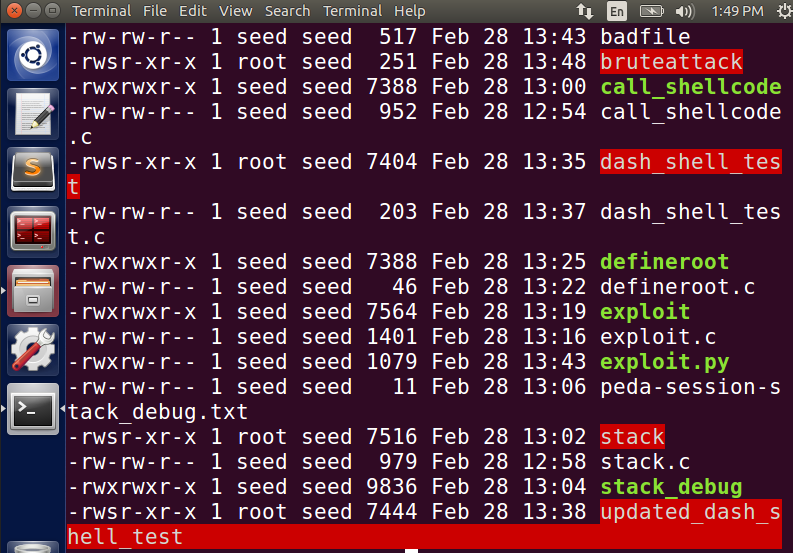 Terminal File Edit View Search Terminal Help En 1:49 PM
-rw-rw-r-- 1 seed seed  517 Feb 28 13:43 badfile
-rwsr-xr-x 1 root seed  251 Feb 28 13:48 bruteattack
-rwxrwxr-x 1 seed seed 7388 Feb 28 13:00 call_shellcode
-rw-rw-r-- 1 seed seed  952 Feb 28 12:54 call_shellcode
.c
-rwsr-xr-x 1 root seed 7404 Feb 28 13:35 dash_shell_tes
t
-rw-rw-r-- 1 seed seed  203 Feb 28 13:37 dash_shell_tes
t.c
-rwxrwxr-x 1 seed seed 7388 Feb 28 13:25 defineroot
-rw-rw-r-- 1 seed seed   46 Feb 28 13:22 defineroot.c
-rwxrwxr-x 1 seed seed 7564 Feb 28 13:19 exploit
-rw-rw-r-- 1 seed seed 1401 Feb 28 13:16 exploit.c
-rwxrw-r-- 1 seed seed 1079 Feb 28 13:43 exploit.py
-rw-rw-r-- 1 seed seed   11 Feb 28 13:06 peda-session-s
tack_debug.txt
-rwsr-xr-x 1 root seed 7516 Feb 28 13:02 stack
-rw-rw-r-- 1 seed seed  979 Feb 28 12:58 stack.c
-rwxrwxr-x 1 seed seed 9836 Feb 28 13:04 stack_debug
-rwsr-xr-x 1 root seed 7444 Feb 28 13:38 updated_dash_s
hell_test